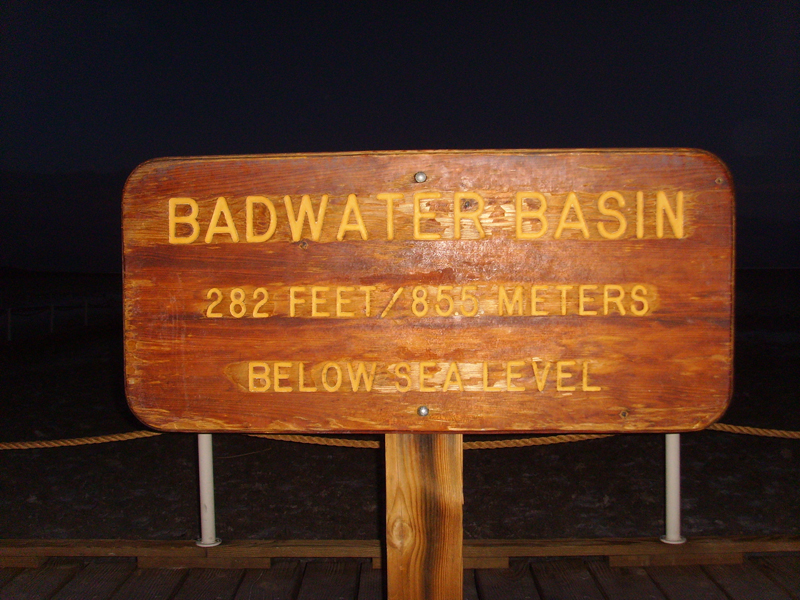 BADWATER BASIN
282 FEET/855 METERS
BELOW SEA LEVEL